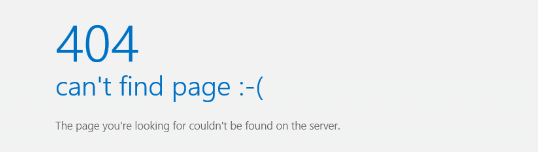 404
can't find page :-(
The page you're looking for couldn't be found on the server.